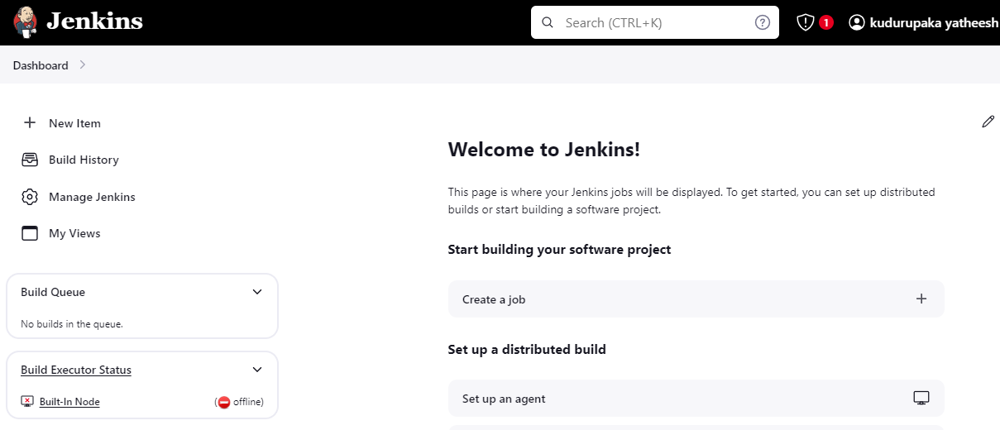 Jenkins
Search (CTRL+K)
1
kudurupaka yatheesh
Dashboard
New Item
Build History
Manage Jenkins
My Views
Build Queue
No builds in the queue.
Build Executor Status
Built-In Node
(offline)
Welcome to Jenkins!
This page is where your Jenkins jobs will be displayed. To get started, you can set up distributed
builds or start building a software project.
Start building your software project
Create a job
Set up a distributed build
Set up an agent